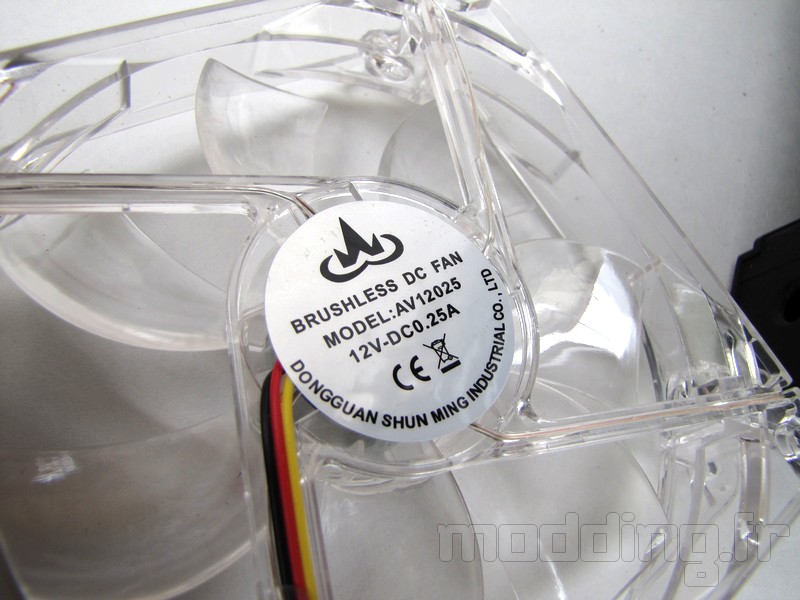 BRUSHLESS DC FAN
MODEL:AV12025
12V-DC0.25A
CE
DONGGUAN SHUN MING INDUSTRIAL CO.,LTD
modding.fr